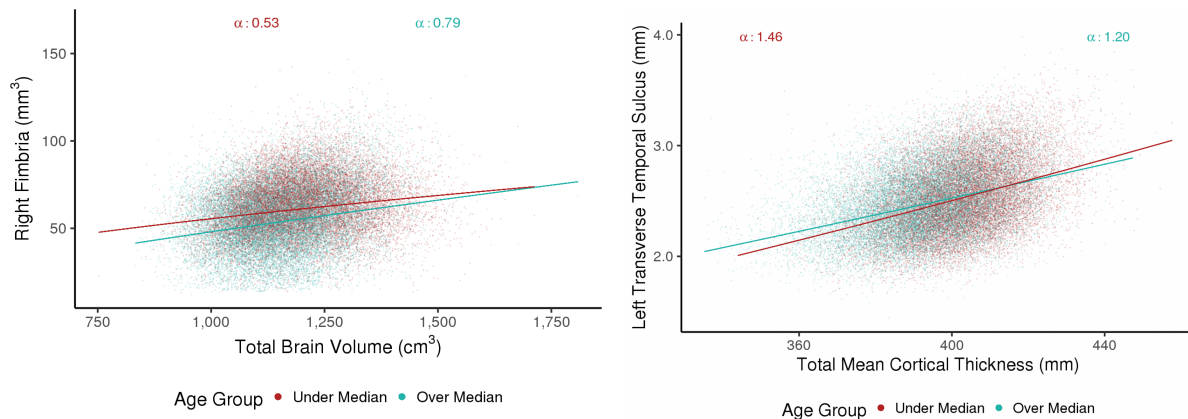 α: 0.53
α: 0.79
150
100
50
Right Fimbria (mm³)
750
1,000
1,250
1,500
1,750
Total Brain Volume (cm³)
Age Group Under Median Over Median
α: 1.46
α: 1.20
4.0
3.0
2.0
Left Transverse Temporal Sulcus (mm)
360
400
440
Total Mean Cortical Thickness (mm)
Age Group Under Median Over Median